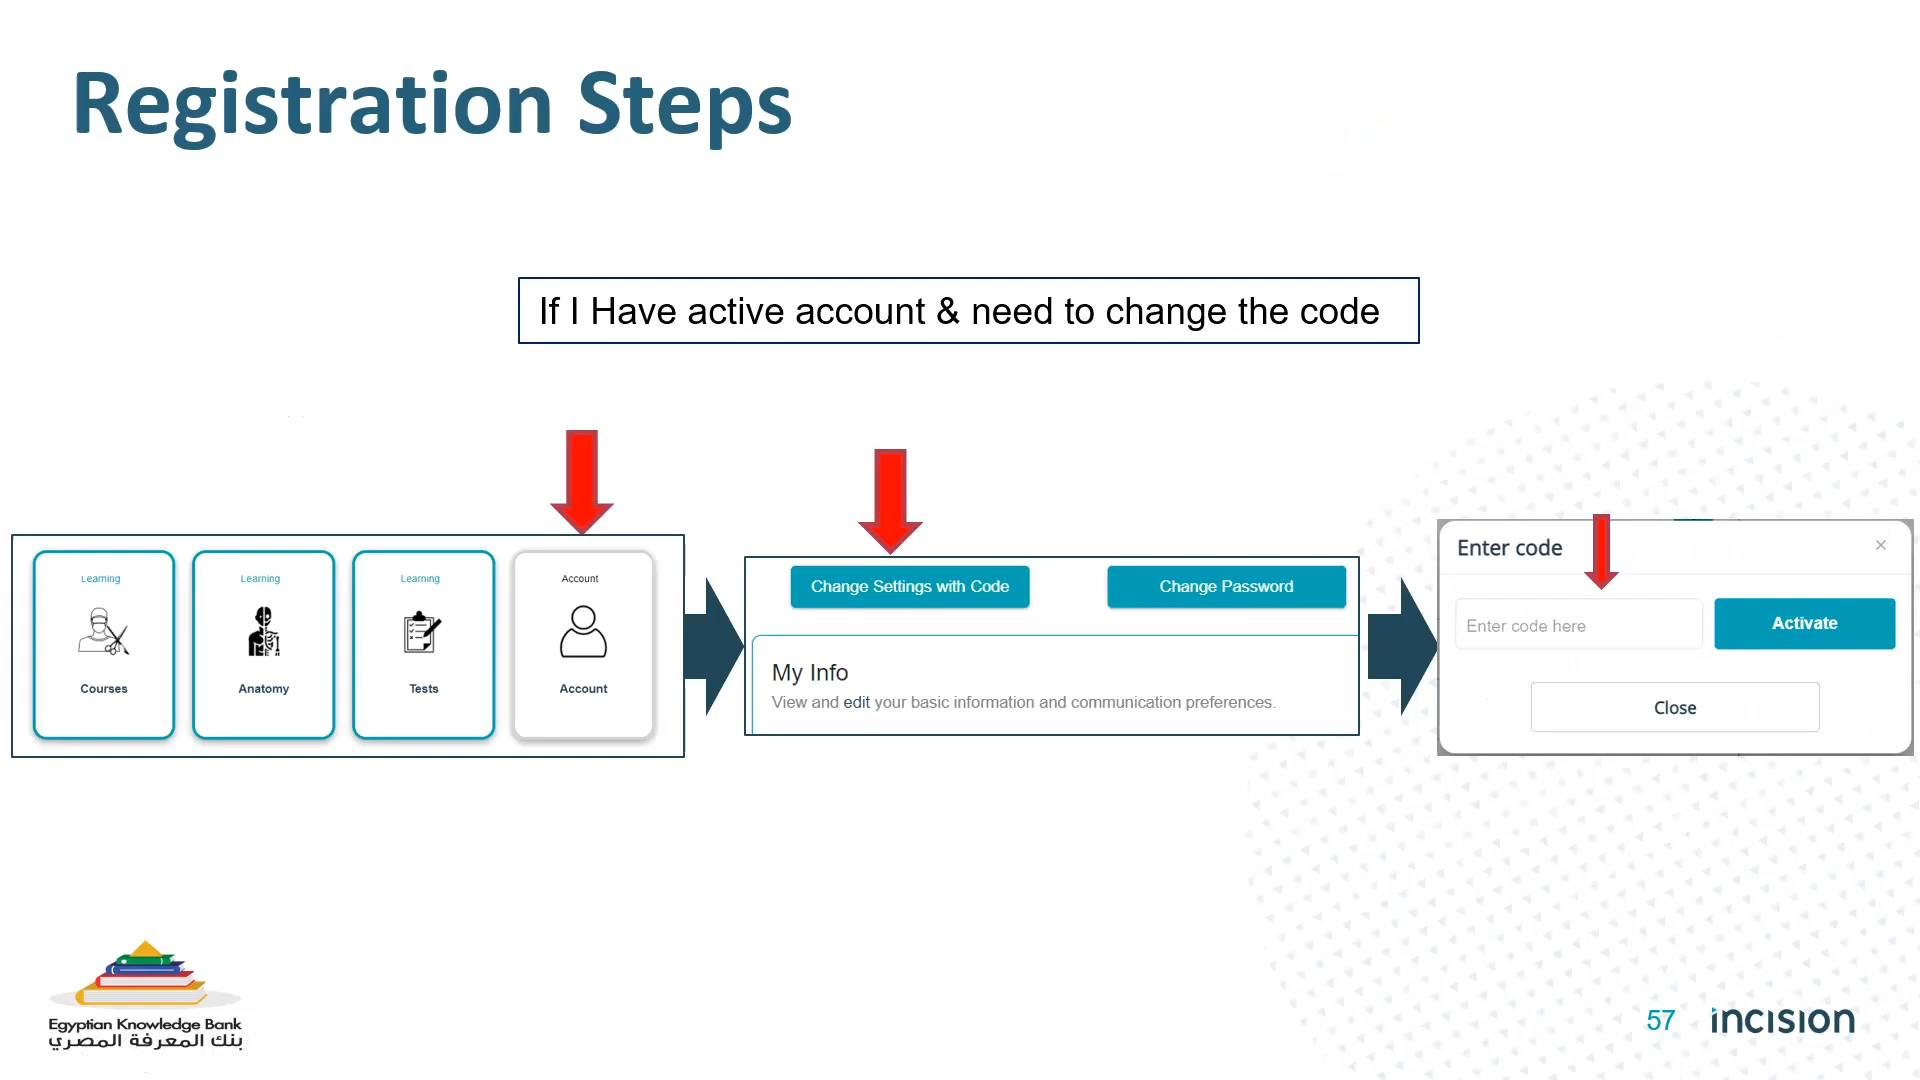 Registration Steps
If I Have active account & need to change the code
Learning
Courses
Learning
Anatomy
Learning
Tests
Account
Account
Change Settings with Code
Change Password
My Info
View and edit your basic information and communication preferences.
Enter code
×
Enter code here
Activate
Close
Egyptian Knowledge Bank
بنك المعرفة المصري
57
incision